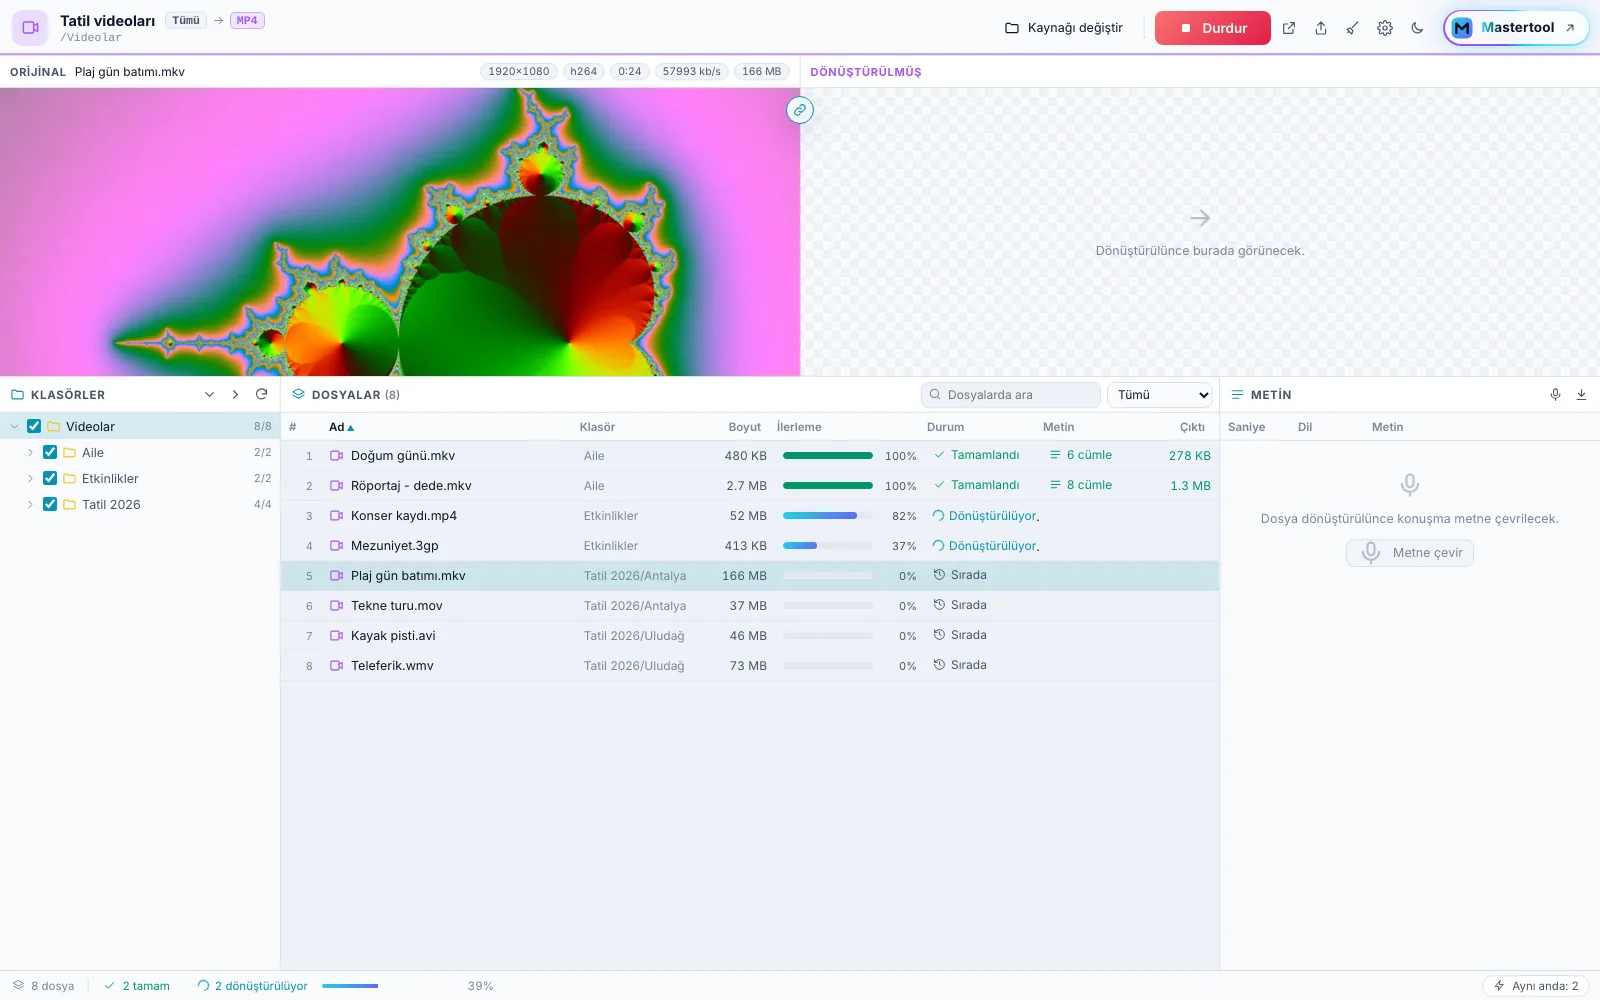 Tatil videoları Tümü → MP4
/Videolar
Kaynağı değiştir
Durdur
Mastertool
ORİJİNAL Plaj gün batımı.mkv 1920×1080 h264 0:24 57993 kb/s 166 MB
DÖNÜŞTÜRÜLMÜŞ
Dönüştürülünce burada görünecek.
KLASÖRLER
Videolar 8/8
Aile 2/2
Etkinlikler 2/2
Tatil 2026 4/4
DOSYALAR (8) Dosyalarda ara Tümü
# Ad Klasör Boyut İlerleme Durum Metin Çıktı
1 Doğum günü.mkv Aile 480 KB 100% Tamamlandı 6 cümle 278 KB
2 Röportaj - dede.mkv Aile 2.7 MB 100% Tamamlandı 8 cümle 1.3 MB
3 Konser kaydı.mp4 Etkinlikler 52 MB 82% Dönüştürülüyor.
4 Mezuniyet.3gp Etkinlikler 413 KB 37% Dönüştürülüyor.
5 Plaj gün batımı.mkv Tatil 2026/Antalya 166 MB 0% Sırada
6 Tekne turu.mov Tatil 2026/Antalya 37 MB 0% Sırada
7 Kayak pisti.avi Tatil 2026/Uludağ 46 MB 0% Sırada
8 Teleferik.wmv Tatil 2026/Uludağ 73 MB 0% Sırada
METİN
Saniye Dil Metin
Dosya dönüştürülünce konuşma metne çevrilecek.
Metne çevir
8 dosya 2 tamam 2 dönüştürülüyor 39%
Aynı anda: 2